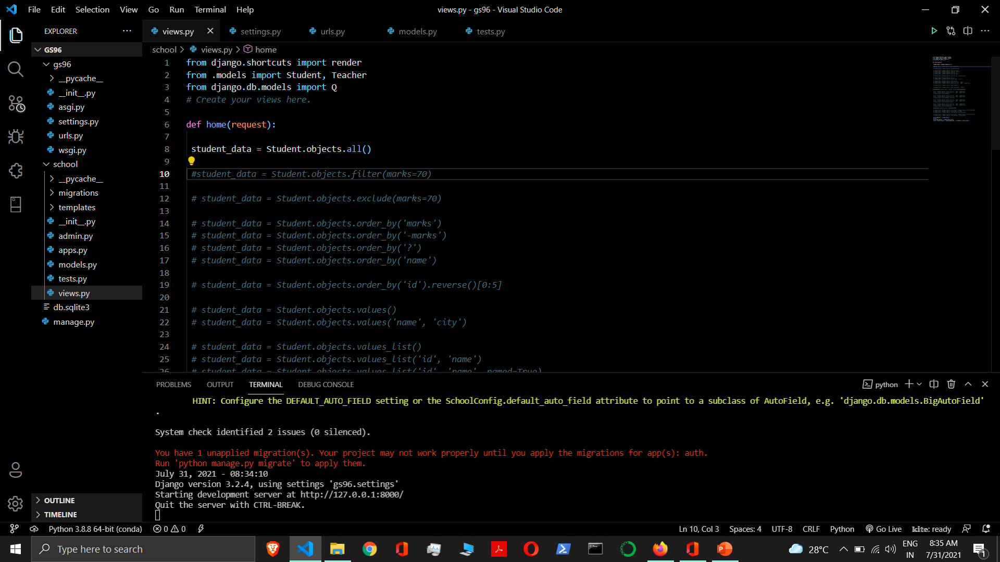 File Edit Selection View Go Run Terminal Help
views.py - gs96 - Visual Studio Code
EXPLORER
views.py
settings.py
urls.py
models.py
tests.py
GS96
gs96
__pycache__
__init__.py
asgi.py
settings.py
urls.py
wsgi.py
school
__pycache__
migrations
templates
__init__.py
admin.py
apps.py
models.py
tests.py
views.py
db.sqlite3
manage.py
OUTLINE
TIMELINE
school > views.py > home
1 from django.shortcuts import render
2 from .models import Student, Teacher
3 from django.db.models import Q
4 # Create your views here.
5
6 def home(request):
7
8 student_data = Student.objects.all()
9
10 #student_data = Student.objects.filter(marks=70)
11
12 # student_data = Student.objects.exclude(marks=70)
13
14 # student_data = Student.objects.order_by('marks')
15 # student_data = Student.objects.order_by('-marks')
16 # student_data = Student.objects.order_by('?')
17 # student_data = Student.objects.order_by('name')
18
19 # student_data = Student.objects.order_by('id').reverse()[0:5]
20
21 # student_data = Student.objects.values()
22 # student_data = Student.objects.values('name', 'city')
23
24 # student_data = Student.objects.values_list()
25 # student_data = Student.objects.values_list('id', 'name')
26 # student_data = Student.objects.values_list('id', 'name', named=True)
PROBLEMS OUTPUT TERMINAL DEBUG CONSOLE
python
HINT: Configure the DEFAULT_AUTO_FIELD setting or the SchoolConfig.default_auto_field attribute to point to a subclass of AutoField, e.g. 'django.db.models.BigAutoField'
.
System check identified 2 issues (0 silenced).
You have 1 unapplied migration(s). Your project may not work properly until you apply the migrations for app(s): auth.
Run 'python manage.py migrate' to apply them.
July 31, 2021 - 08:34:10
Django version 3.2.4, using settings 'gs96.settings'
Starting development server at http://127.0.0.1:8000/
Quit the server with CTRL-BREAK.
Python 3.8.8 64-bit (conda) 0 0
Ln 10, Col 3 Spaces: 4 UTF-8 CRLF Python Go Live kite: ready
Type here to search
28°C
ENG
IN
8:35 AM
7/31/2021
1